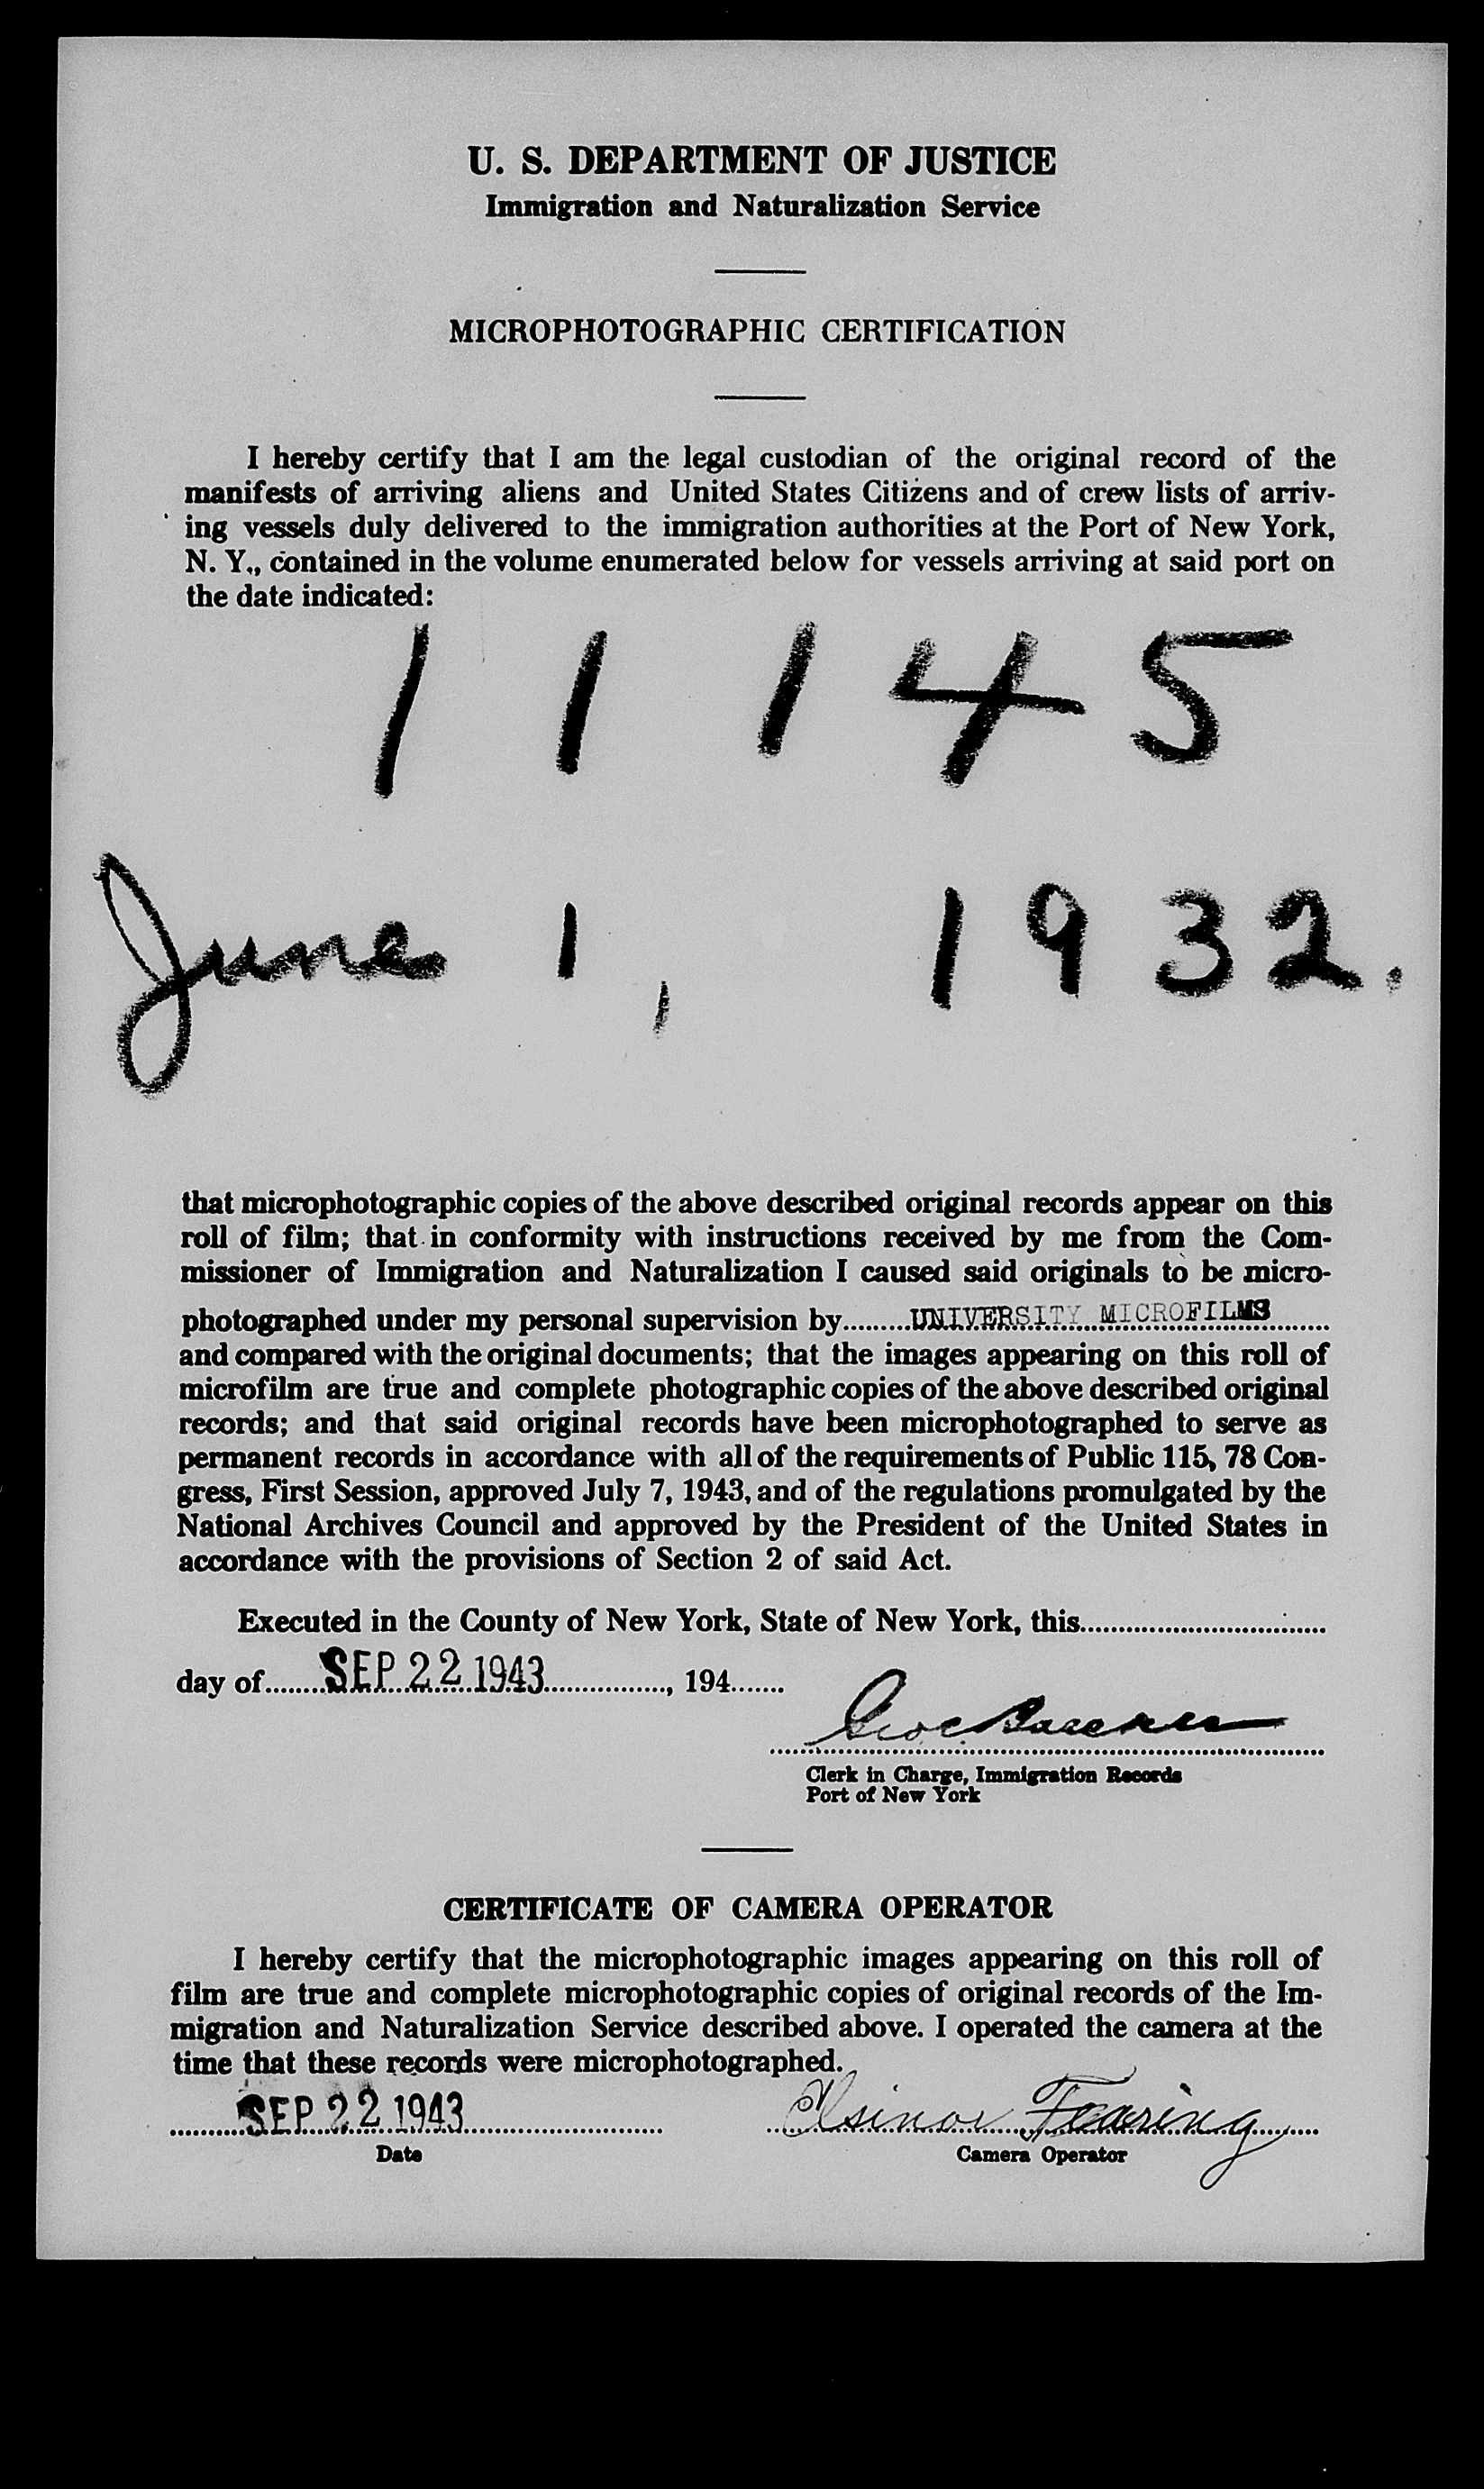 U. S. DEPARTMENT OF JUSTICE
Immigration and Naturalization Service
MICROPHOTOGRAPHIC CERTIFICATION
I hereby certify that I am the legal custodian of the original record of the
manifests of arriving aliens and United States Citizens and of crew lists of arriv-
ing vessels duly delivered to the immigration authorities at the Port of New York,
N. Y., contained in the volume enumerated below for vessels arriving at said port on
the date indicated:
11145
June 1, 1932.
that microphotographic copies of the above described original records appear on this
roll of film; that in conformity with instructions received by me from the Com-
missioner of Immigration and Naturalization I caused said originals to be micro-
photographed under my personal supervision by.........UNIVERSITY MICROFILMS
and compared with the original documents; that the images appearing on this roll of
microfilm are true and complete photographic copies of the above described original
records; and that said original records have been microphotographed to serve as
permanent records in accordance with all of the requirements of Public 115, 78 Con-
gress, First Session, approved July 7, 1943, and of the regulations promulgated by the
National Archives Council and approved by the President of the United States in
accordance with the provisions of Section 2 of said Act.
Executed in the County of New York, State of New York, this................................
day of........SEP 22 1943................, 194.......
Clerk in Charge, Immigration Records
Port of New York
CERTIFICATE OF CAMERA OPERATOR
I hereby certify that the microphotographic images appearing on this roll of
film are true and complete microphotographic copies of original records of the Im-
migration and Naturalization Service described above. I operated the camera at the
time that these records were microphotographed.
SEP 22 1943 Elsinor Fearing
Date Camera Operator